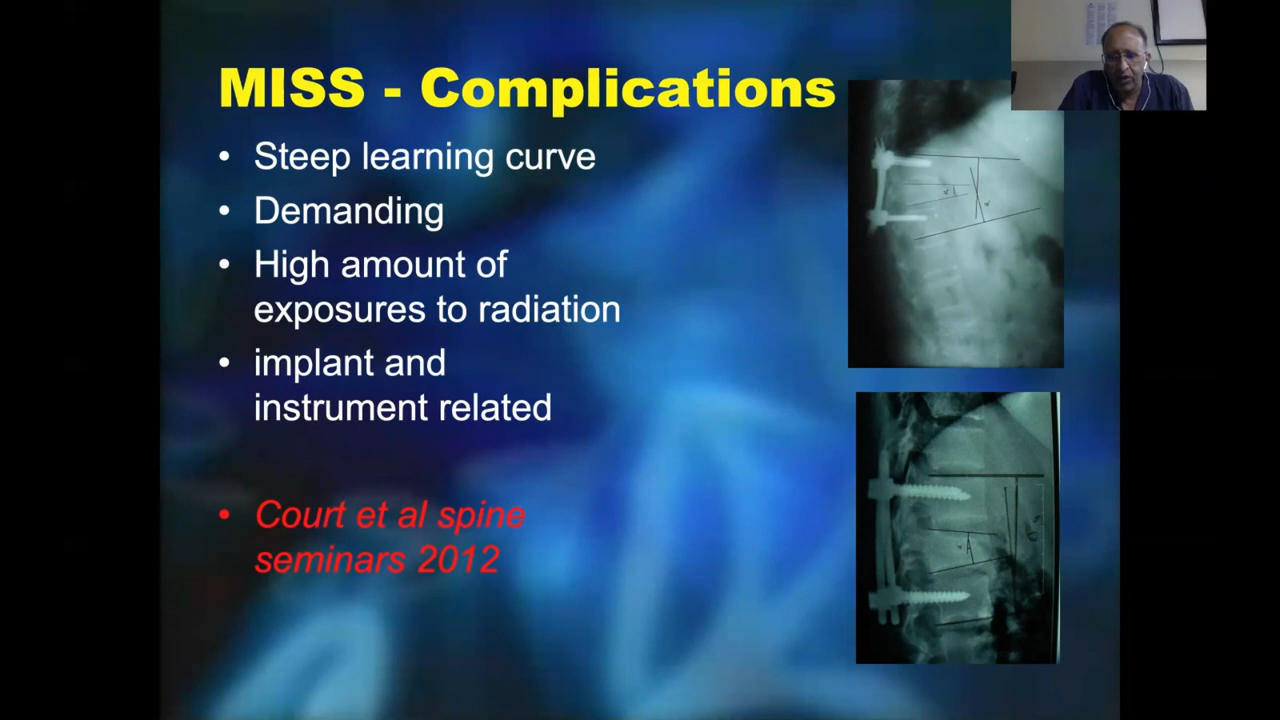 MISS - Complications
• Steep learning curve
• Demanding
• High amount of
exposures to radiation
• implant and
instrument related
• Court et al spine
seminars 2012